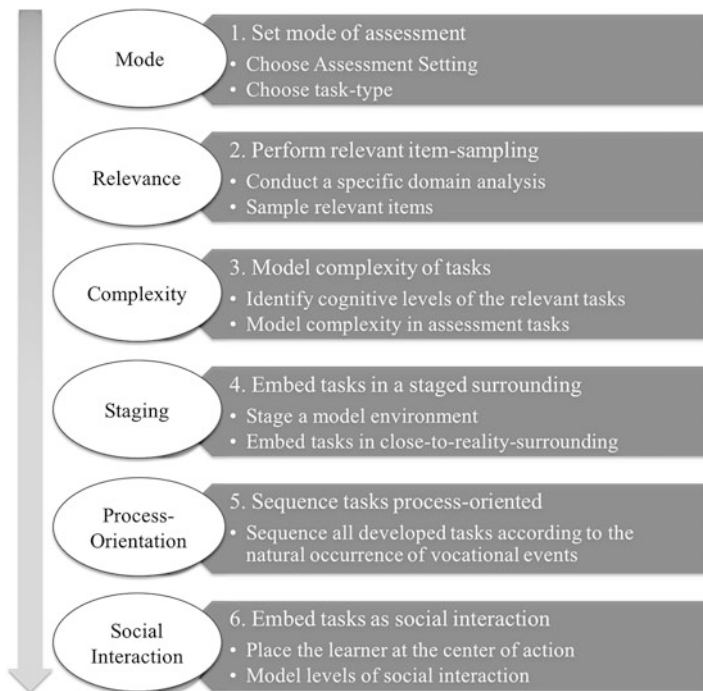 Mode
1. Set mode of assessment
• Choose Assessment Setting
• Choose task-type
Relevance
2. Perform relevant item-sampling
• Conduct a specific domain analysis
• Sample relevant items
Complexity
3. Model complexity of tasks
• Identify cognitive levels of the relevant tasks
• Model complexity in assessment tasks
Staging
4. Embed tasks in a staged surrounding
• Stage a model environment
• Embed tasks in close-to-reality-surrounding
Process-
Orientation
5. Sequence tasks process-oriented
• Sequence all developed tasks according to the
natural occurrence of vocational events
Social
Interaction
6. Embed tasks as social interaction
• Place the learner at the center of action
• Model levels of social interaction